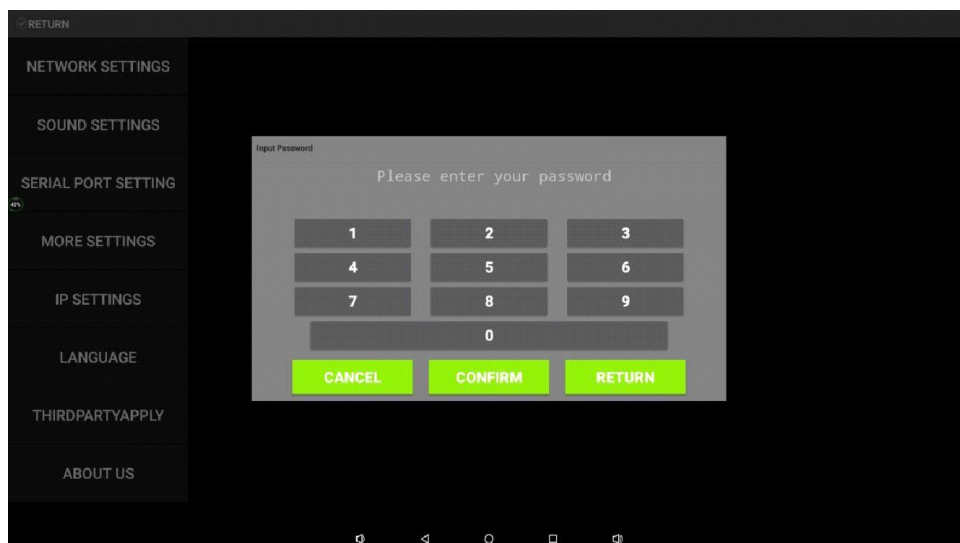 RETURN
NETWORK SETTINGS
SOUND SETTINGS
SERIAL PORT SETTING
MORE SETTINGS
IP SETTINGS
LANGUAGE
THIRDPARTYAPPLY
ABOUT US
Input Password
Please enter your password
1 2 3
4 5 6
7 8 9
0
CANCEL CONFIRM RETURN